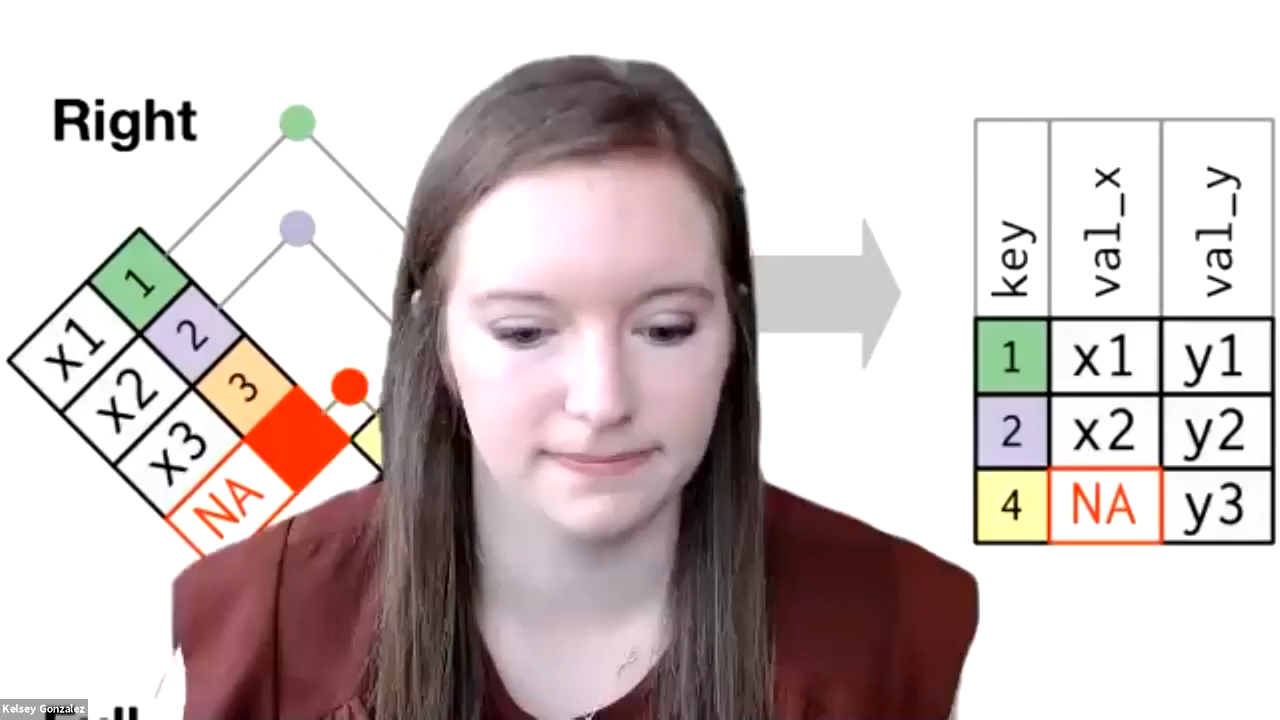 Right
1
x1
2
x2
3
x3
NA
key val_x val_y
1 x1 y1
2 x2 y2
4 NA y3
Kelsey Gonzalez